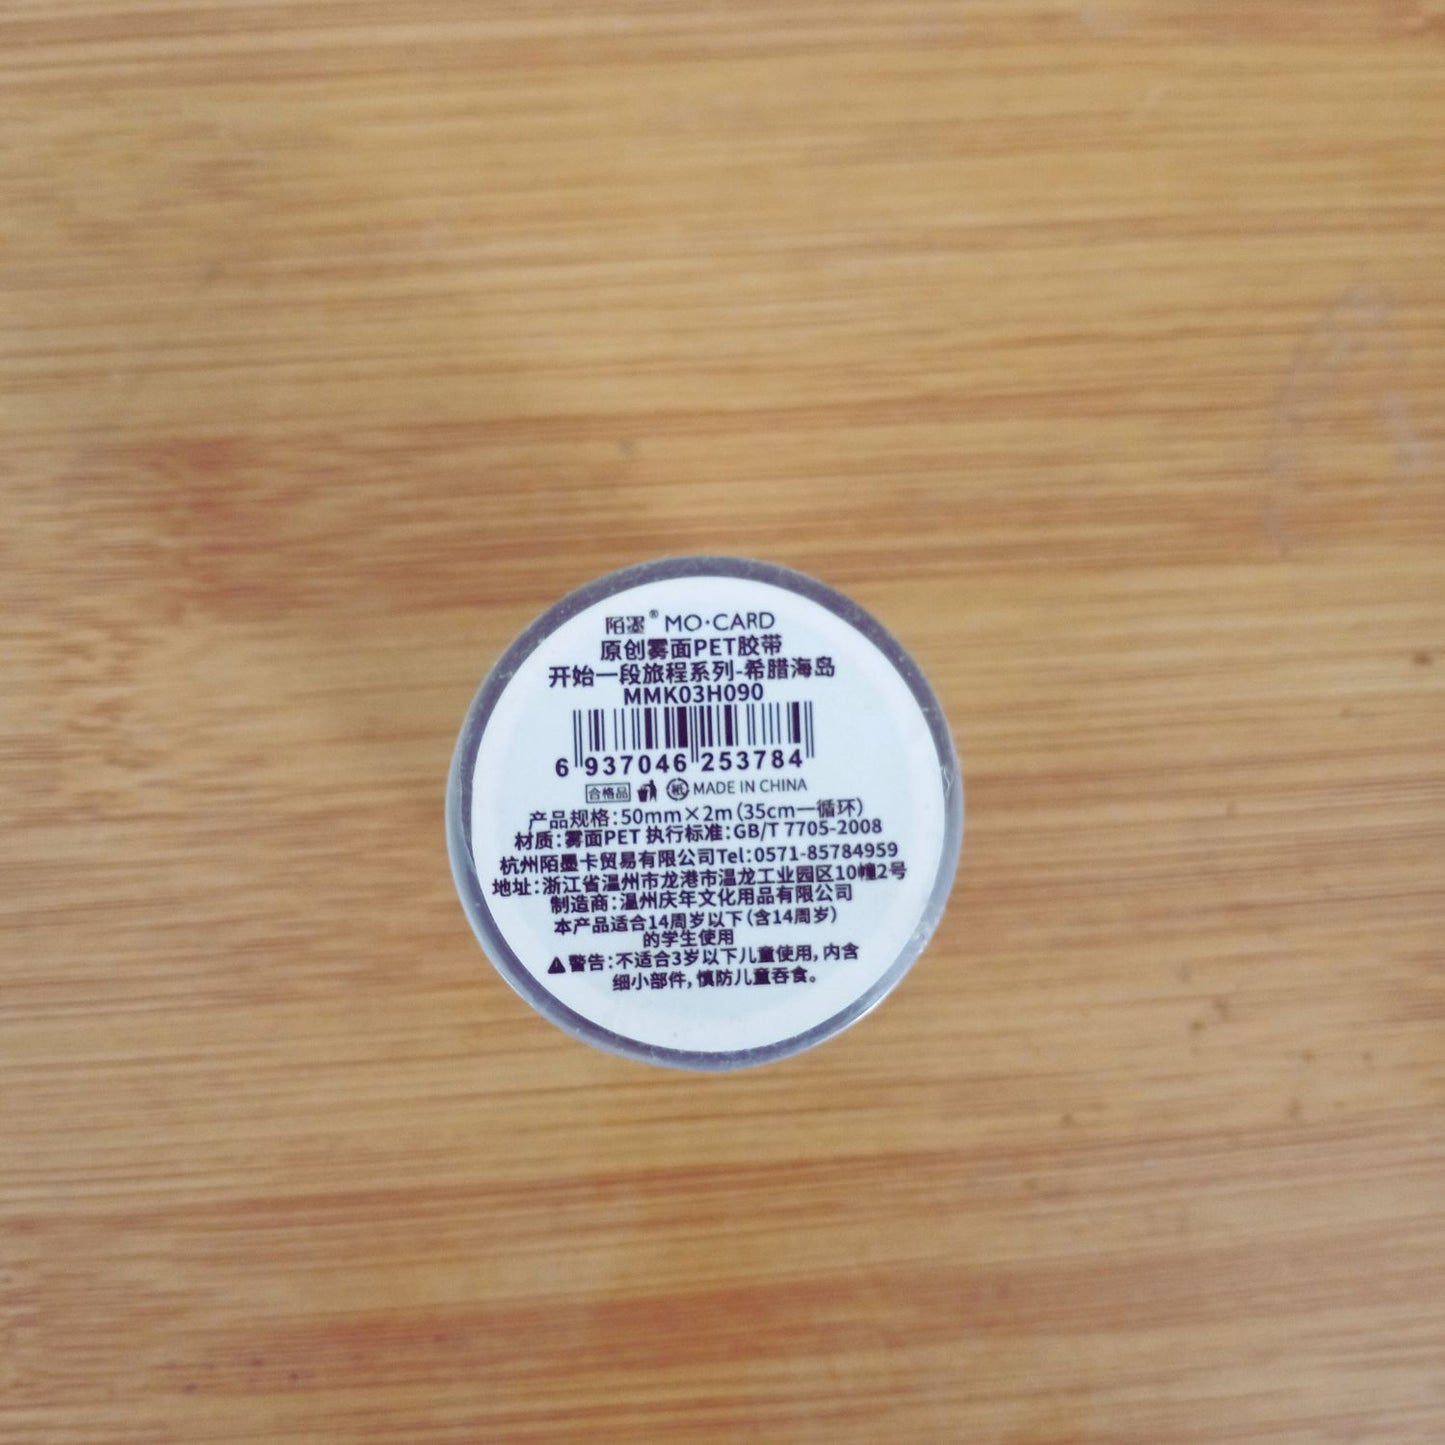 陌墨® MO·CARD
原创雾面PET胶带
开始一段旅程系列-希腊海岛
MMK03H090
6 937046 253784
合格品 纸 MADE IN CHINA
产品规格:50mm×2m(35cm一循环)
材质:雾面PET 执行标准:GB/T 7705-2008
杭州陌墨卡贸易有限公司Tel:0571-85784959
地址:浙江省温州市龙港市温龙工业园区10幢2号
制造商:温州庆年文化用品有限公司
本产品适合14周岁以下(含14周岁)
的学生使用
警告:不适合3岁以下儿童使用,内含
细小部件,慎防儿童吞食。